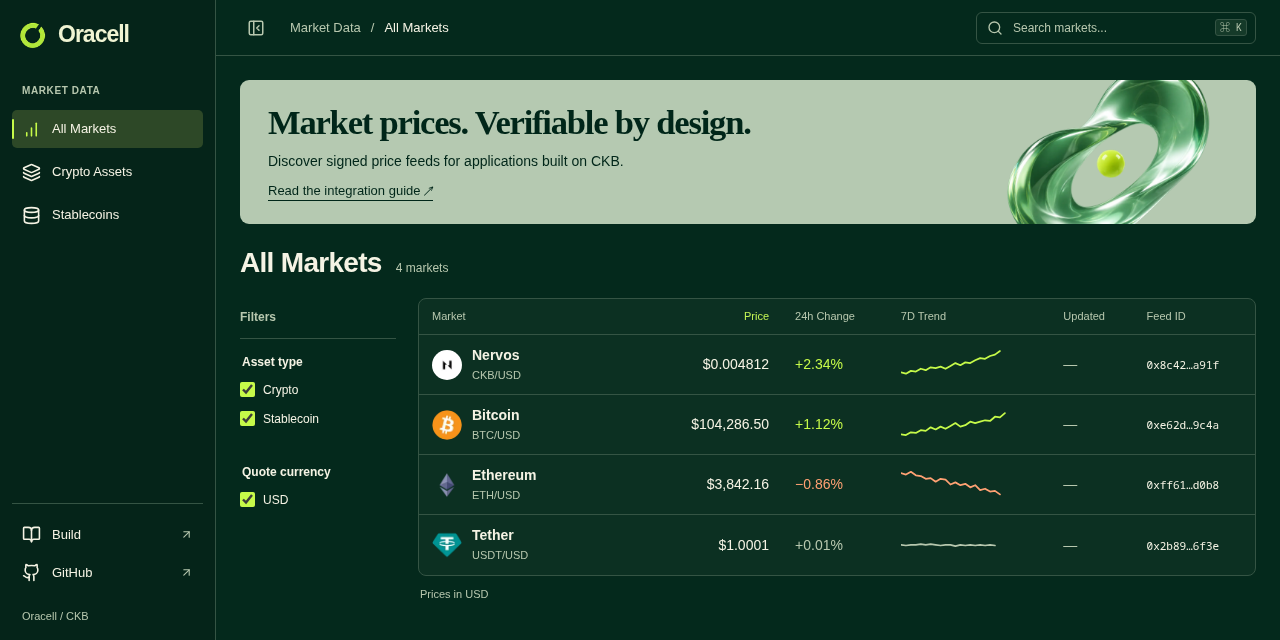 Oracell
MARKET DATA
All Markets
Crypto Assets
Stablecoins
Build
GitHub
Oracell / CKB
Market Data / All Markets
Search markets...
⌘ K
Market prices. Verifiable by design.
Discover signed price feeds for applications built on CKB.
Read the integration guide ↗
All Markets
4 markets
Filters
Asset type
Crypto
Stablecoin
Quote currency
USD
Market Price 24h Change 7D Trend Updated Feed ID
Nervos
CKB/USD
$0.004812 +2.34% — 0x8c42…a91f
Bitcoin
BTC/USD
$104,286.50 +1.12% — 0xe62d…9c4a
Ethereum
ETH/USD
$3,842.16 −0.86% — 0xff61…d0b8
Tether
USDT/USD
$1.0001 +0.01% — 0x2b89…6f3e
Prices in USD